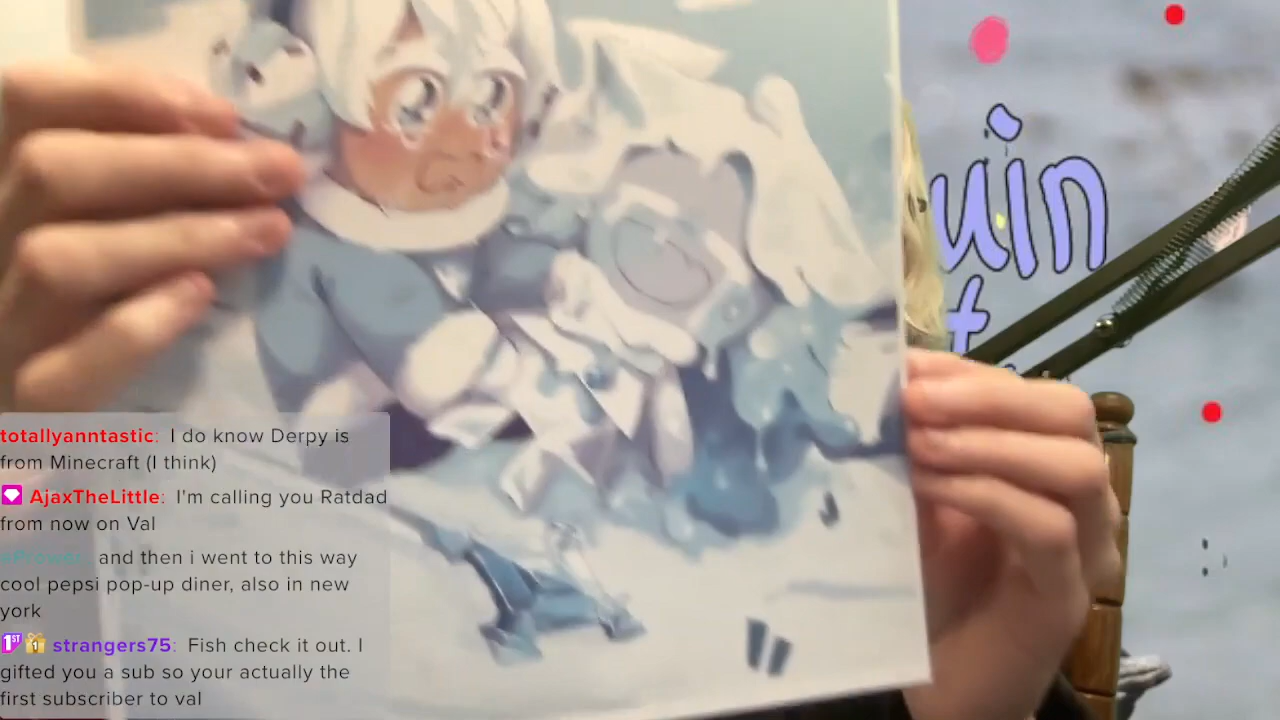 uin
t
totallyanntastic: I do know Derpy is
from Minecraft (I think)
AjaxTheLittle: I'm calling you Ratdad
from now on Val
and then i went to this way
cool pepsi pop-up diner, also in new
york
1ST 1 strangers75: Fish check it out. I
gifted you a sub so your actually the
first subscriber to val